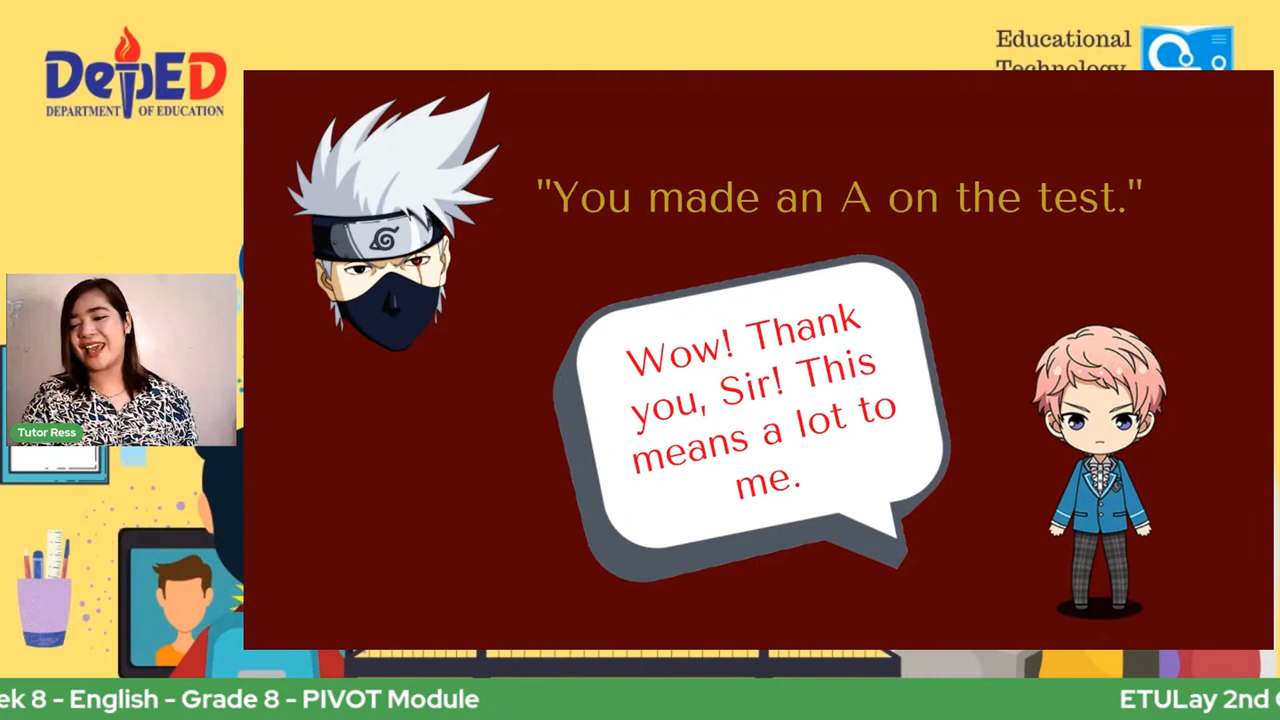 DepED
DEPARTMENT OF EDUCATION
Educational
Technology
"You made an A on the test."
Wow! Thank
you, Sir! This
means a lot to
me.
Tutor Ress
ek 8 - English - Grade 8 - PIVOT Module
ETULay 2nd